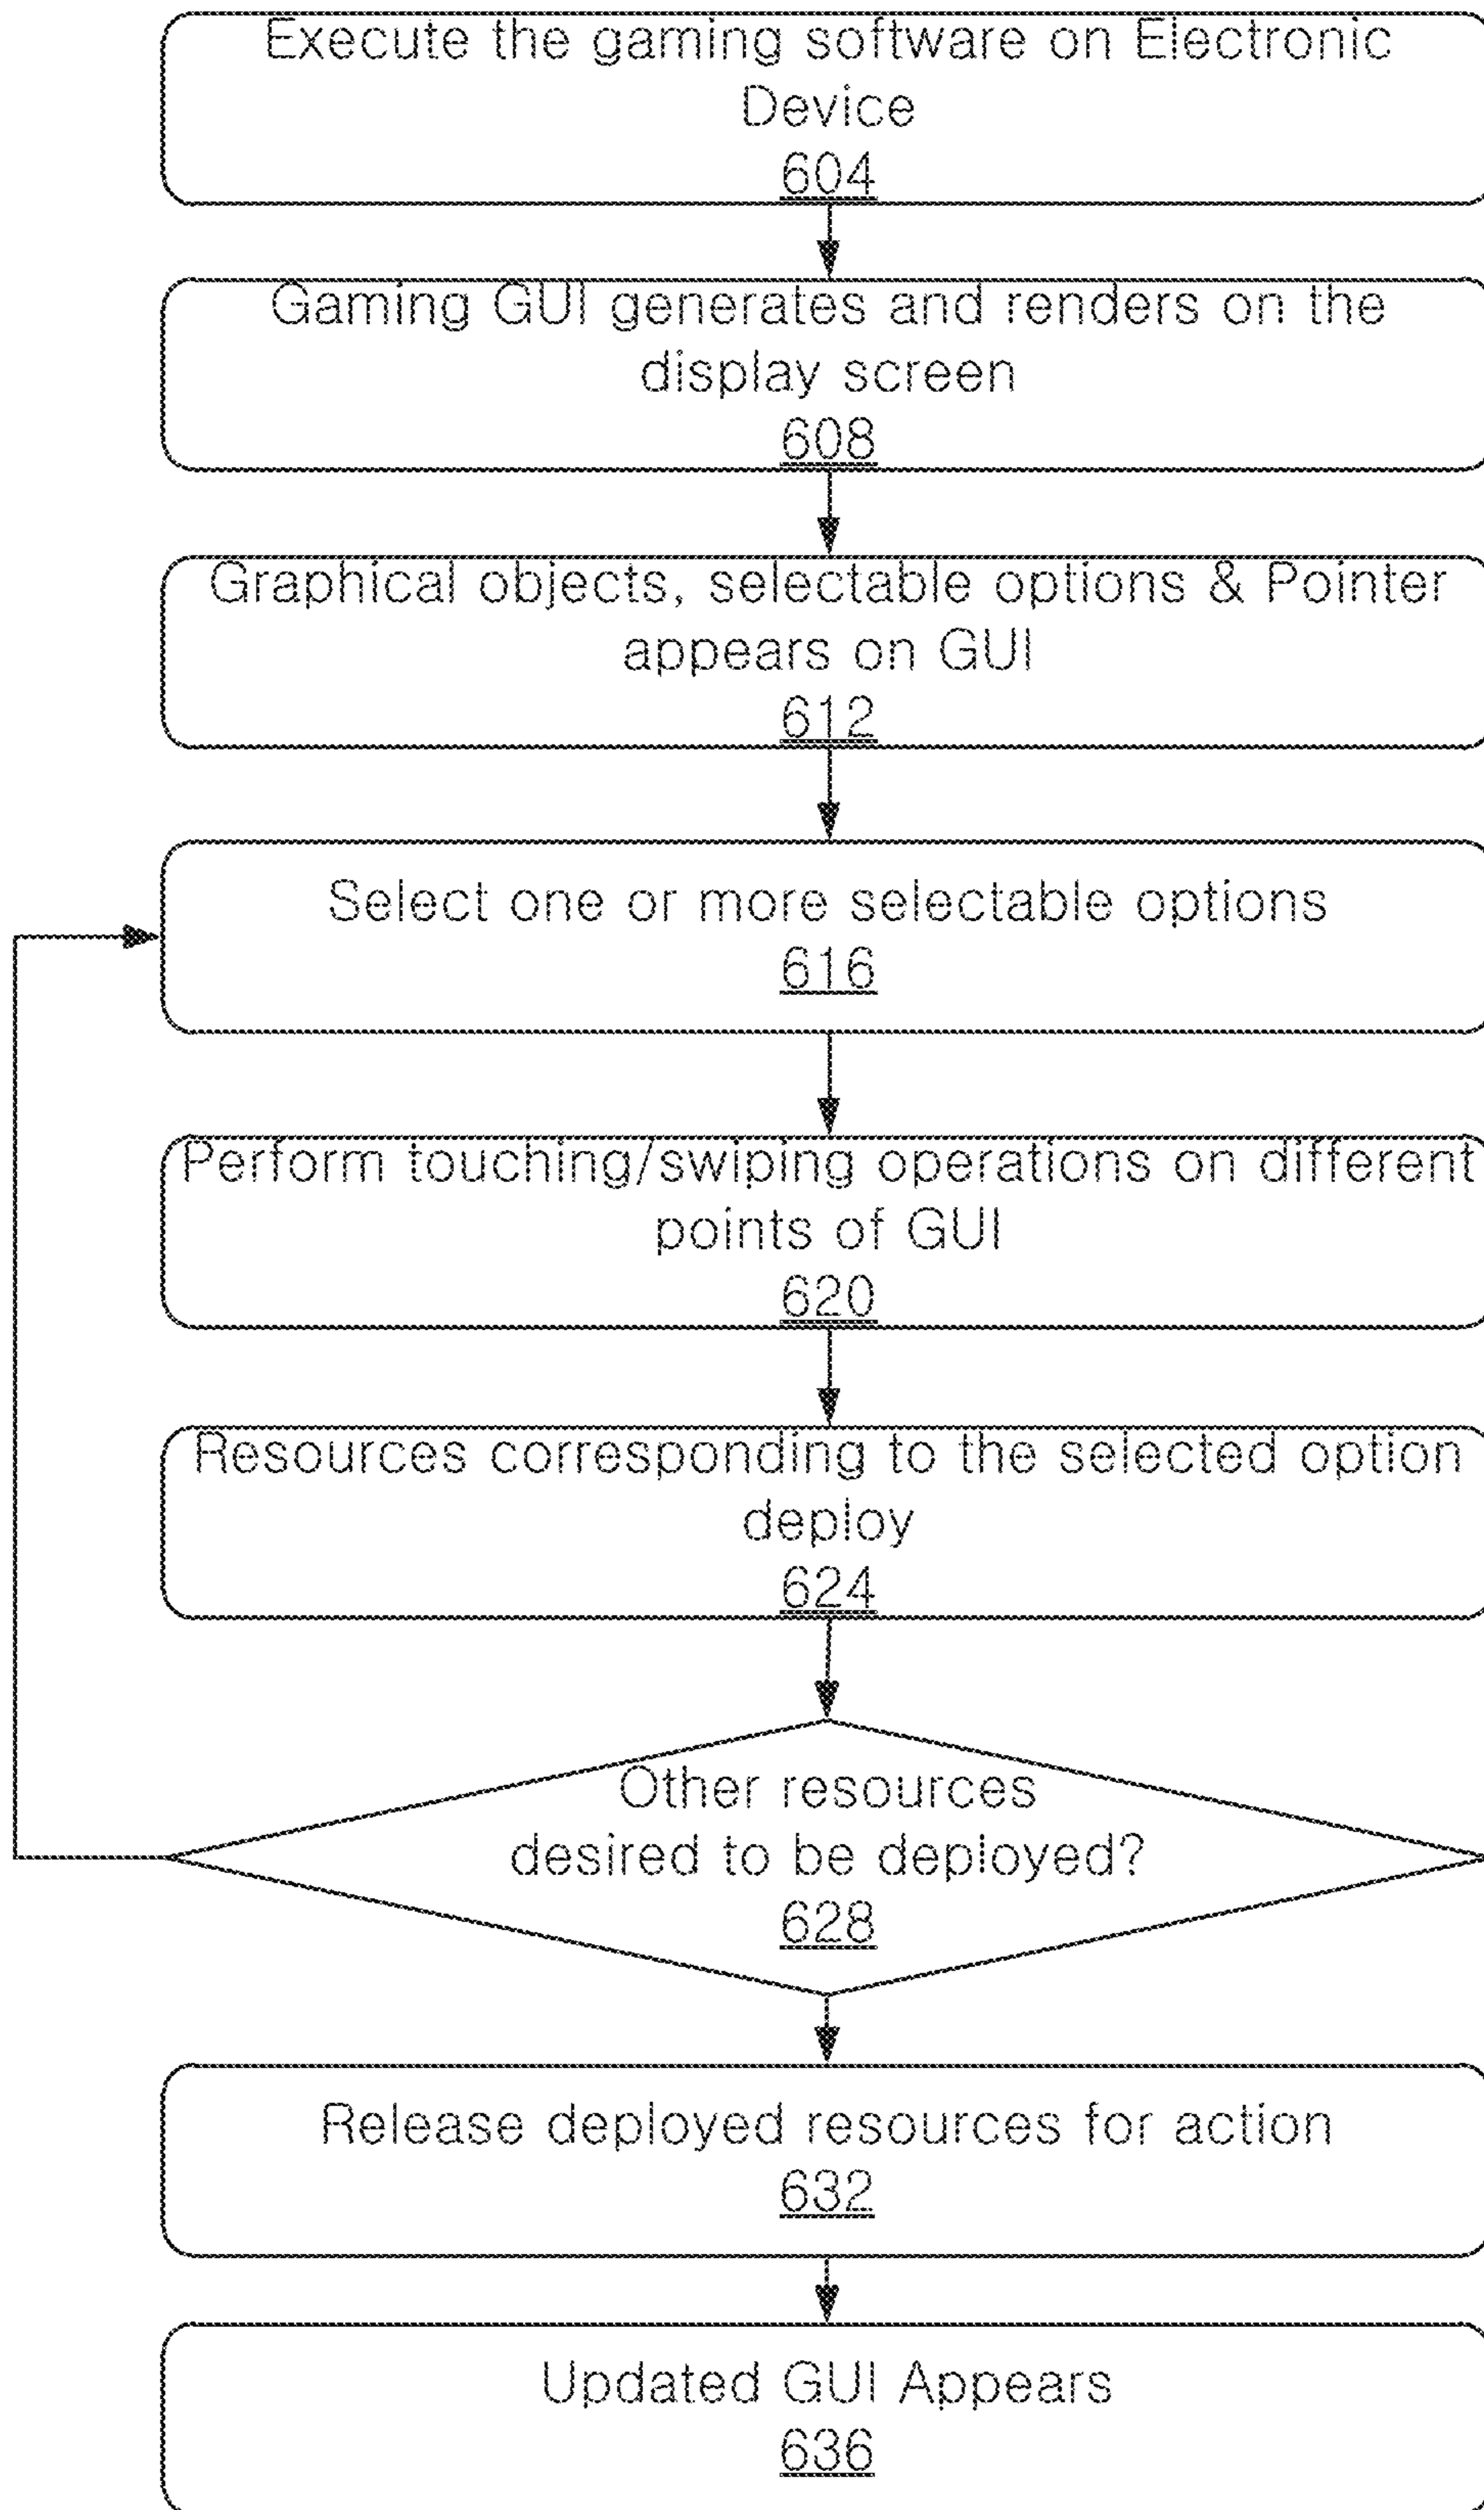 Execute the gaming software on Electronic
Device
604
Gaming GUI generates and renders on the
display screen
608
Graphical objects, selectable options & Pointer
appears on GUI
612
Select one or more selectable options
616
Perform touching/swiping operations on different
points of GUI
620
Resources corresponding to the selected option
deploy
624
Other resources
desired to be deployed?
628
Release deployed resources for action
632
Updated GUI Appears
636